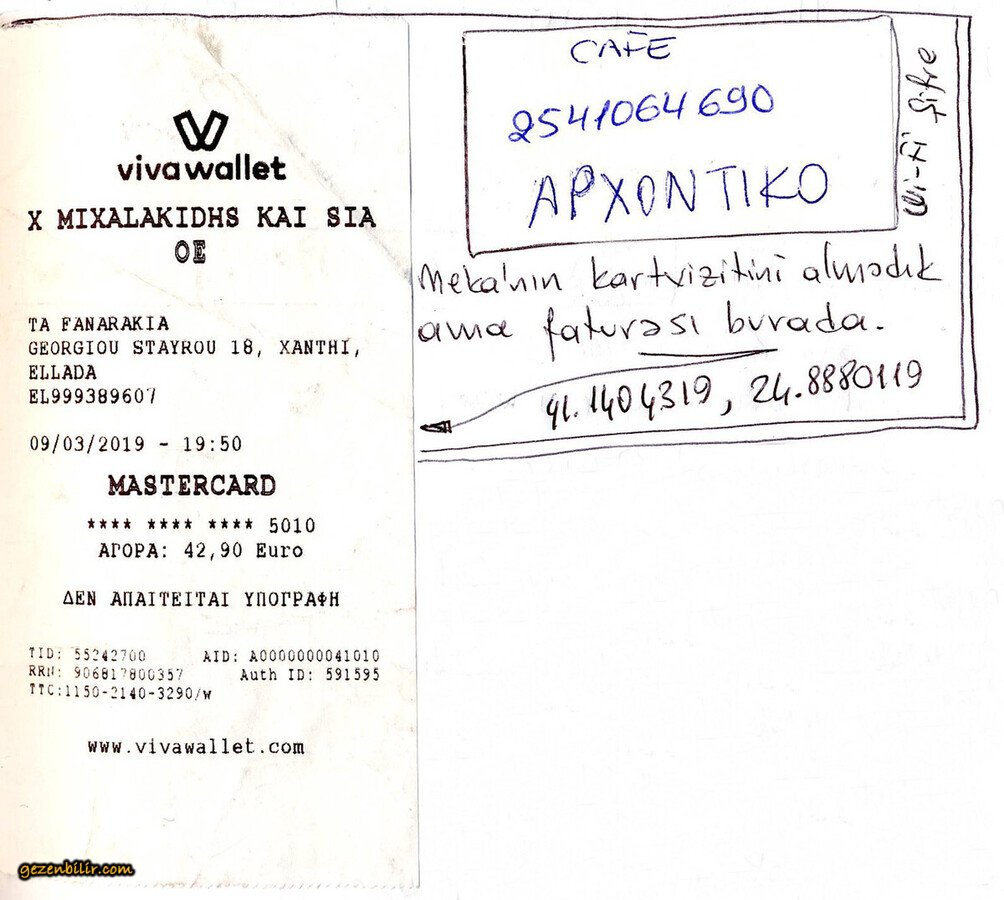 vivawallet
X MIXALAKIDHS KAI SIA
OE
TA FANARAKIA
GEORGIOU STAYROU 18, XANTHI,
ELLADA
EL999389607
09/03/2019 - 19:50
MASTERCARD
**** **** **** 5010
ΑΓΟΡΑ: 42,90 Euro
ΔΕΝ ΑΠΑΙΤΕΙΤΑΙ ΥΠΟΓΡΑΦΗ
TID: 55242700 AID: A0000000041010
RRN: 906817800357 Auth ID: 591595
TTC:1150-2140-3290/w
www.vivawallet.com
CAFE
2541064690
ΑΡΧΟΝΤΙΚΟ
Wi-Fi Şifre
Meka'nın kartvizitini almadık
ama faturası burada.
41.1404319, 24.8880119
gezenbilir.com